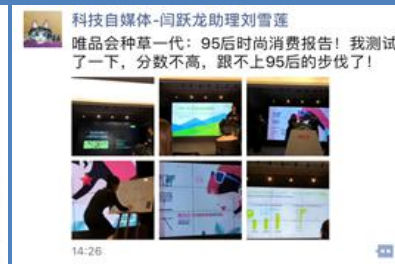 科技自媒体-闫跃龙助理刘雪莲
唯品会种草一代：95后时尚消费报告！我测试
了一下，分数不高，跟不上95后的步伐了！
14:26